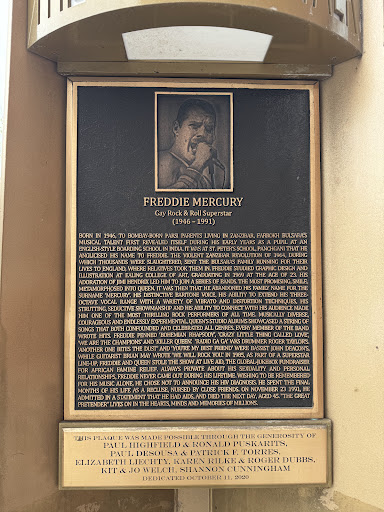 FREDDIE MERCURY
Gay Rock & Roll Superstar
(1946 – 1991)
BORN IN 1946, TO BOMBAY-BORN PARSI PARENTS LIVING IN ZANZIBAR, FARROKH BULSARA'S
MUSICAL TALENT FIRST REVEALED ITSELF DURING HIS EARLY YEARS AS A PUPIL AT AN
ENGLISH-STYLE BOARDING SCHOOL IN INDIA. IT WAS AT ST. PETER'S SCHOOL PANCHGANI THAT HE
ANGLICISED HIS NAME TO FREDDIE. THE VIOLENT ZANZIBAR REVOLUTION OF 1964, DURING
WHICH THOUSANDS WERE SLAUGHTERED, SENT THE BULSARA'S FAMILY RUNNING FOR THEIR
LIVES TO ENGLAND, WHERE RELATIVES TOOK THEM IN. FREDDIE STUDIED GRAPHIC DESIGN AND
ILLUSTRATION AT EALING COLLEGE OF ART, GRADUATING IN 1969. AT THE AGE OF 23, HIS
ADORATION OF JIMI HENDRIX LED HIM TO JOIN A SERIES OF BANDS, THE MOST PROMISING, SMILE,
METAMORPHOSED INTO QUEEN. IT WAS THEN THAT HE ABANDONED HIS FAMILY NAME FOR THE
SURNAME 'MERCURY'. HIS DISTINCTIVE BARITONE VOICE, HIS ABILITY TO EXTEND HIS THREE-
OCTAVE VOCAL RANGE WITH A VARIETY OF VIBRATO AND DISTORTION TECHNIQUES, HIS
STRUTTING, SEDUCTIVE SHOWMANSHIP AND HIS ABILITY TO CONNECT WITH HIS AUDIENCE MADE
HIM ONE OF THE MOST THRILLING ROCK PERFORMERS OF ALL TIME. MUSICALLY DIVERSE,
COURAGEOUS AND ENDLESSLY EXPERIMENTAL, QUEEN'S STUDIO ALBUMS SHOWCASED A STRING OF
SONGS THAT BOTH CONFOUNDED AND CELEBRATED ALL GENRES. EVERY MEMBER OF THE BAND
WROTE HITS. FREDDIE PENNED 'BOHEMIAN RHAPSODY', 'CRAZY LITTLE THING CALLED LOVE',
'WE ARE THE CHAMPIONS' AND 'KILLER QUEEN'. 'RADIO GA GA' WAS DRUMMER ROGER TAYLOR'S,
'ANOTHER ONE BITES THE DUST' AND 'YOU'RE MY BEST FRIEND' WERE BASSIST JOHN DEACON'S,
WHILE GUITARIST BRIAN MAY WROTE 'WE WILL ROCK YOU'. IN 1985, AS PART OF A SUPERSTAR
LINE-UP, FREDDIE AND QUEEN STOLE THE SHOW AT LIVE AID, THE GLOBAL JUKEBOX FUNDRAISER
FOR AFRICAN FAMINE RELIEF. ALWAYS PRIVATE ABOUT HIS SEXUALITY AND PERSONAL
RELATIONSHIPS, FREDDIE NEVER CAME OUT DURING HIS LIFETIME. WISHING TO BE REMEMBERED
FOR HIS MUSIC ALONE, HE CHOSE NOT TO ANNOUNCE HIS HIV DIAGNOSIS. HE SPENT THE FINAL
MONTHS OF HIS LIFE AS A RECLUSE, NURSED BY CLOSE FRIENDS. ON NOVEMBER 23, 1991, HE
ADMITTED IN A STATEMENT THAT HE HAD AIDS, AND DIED THE NEXT DAY, AGED 45. "THE GREAT
PRETENDER" LIVES ON IN THE HEARTS, MINDS AND MEMORIES OF MILLIONS.
THIS PLAQUE WAS MADE POSSIBLE THROUGH THE GENEROSITY OF
PAUL HIGHFIELD & RONALD PUSKARITS,
PAUL DESOUSA & PATRICK F. TORRES,
ELIZABETH LIECHTY, KAREN RILKE & ROGER DUBBS,
KIT & JO WELCH, SHANNON CUNNINGHAM
DEDICATED OCTOBER 11, 2020